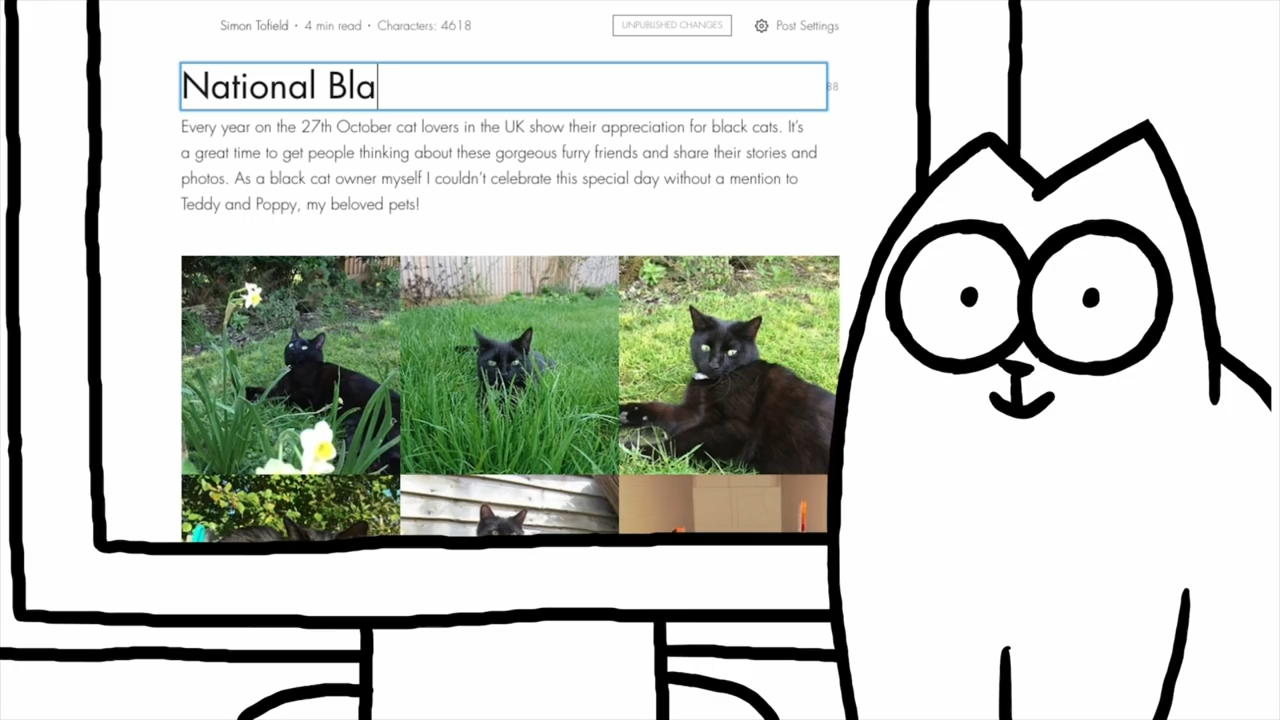 Simon Tofield · 4 min read · Characters: 4618
UNPUBLISHED CHANGES
Post Settings
National Bla
88
Every year on the 27th October cat lovers in the UK show their appreciation for black cats. It's
a great time to get people thinking about these gorgeous furry friends and share their stories and
photos. As a black cat owner myself I couldn't celebrate this special day without a mention to
Teddy and Poppy, my beloved pets!